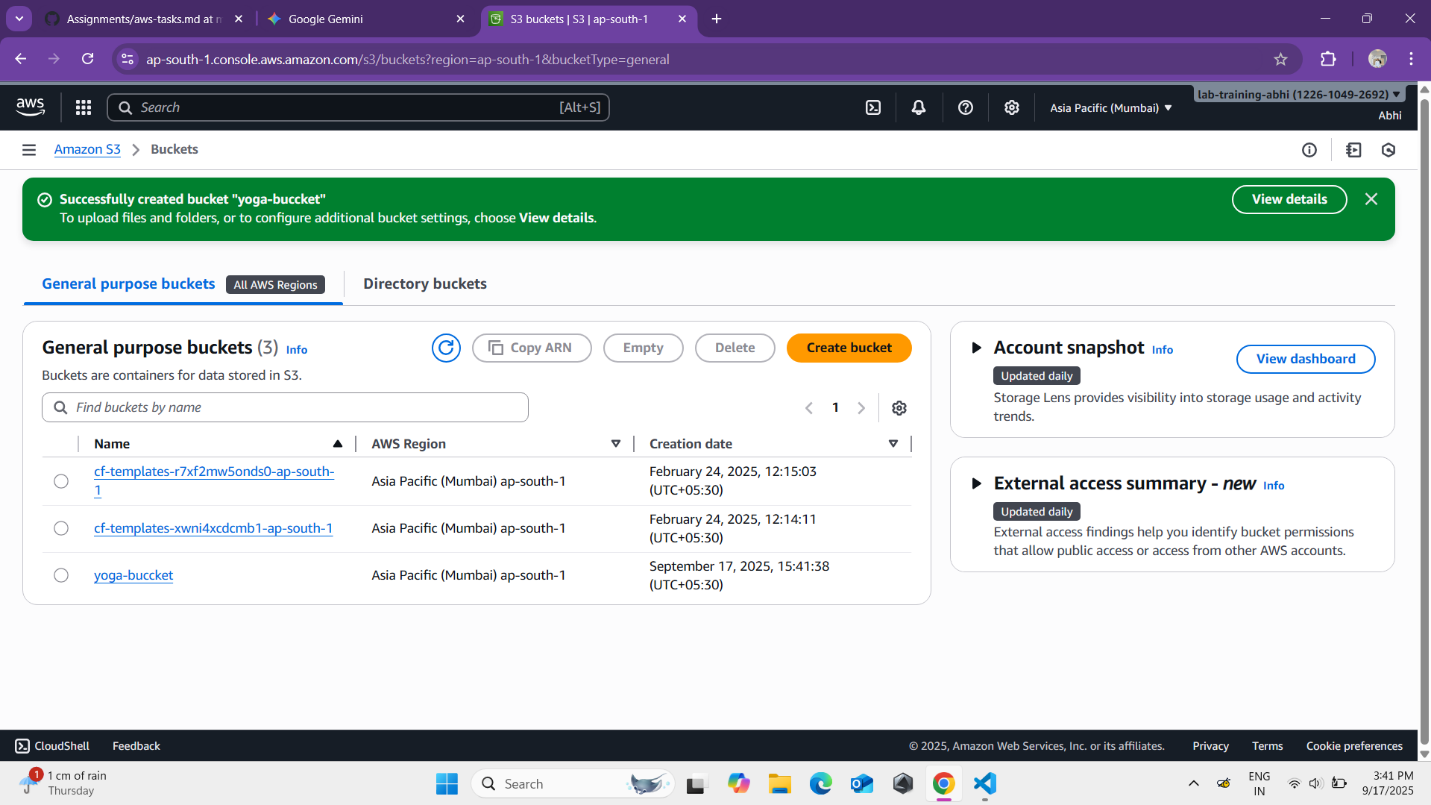 Assignments/aws-tasks.md at n
Google Gemini
S3 buckets | S3 | ap-south-1
ap-south-1.console.aws.amazon.com/s3/buckets?region=ap-south-1&bucketType=general
aws
Search
[Alt+S]
Asia Pacific (Mumbai)
lab-training-abhi (1226-1049-2692)
Abhi
Amazon S3
Buckets
Successfully created bucket "yoga-buccket"
To upload files and folders, or to configure additional bucket settings, choose View details.
View details
General purpose buckets
All AWS Regions
Directory buckets
General purpose buckets (3) Info
Copy ARN
Empty
Delete
Create bucket
Buckets are containers for data stored in S3.
Find buckets by name
1
Name
AWS Region
Creation date
cf-templates-r7xf2mw5onds0-ap-south-
1
Asia Pacific (Mumbai) ap-south-1
February 24, 2025, 12:15:03
(UTC+05:30)
cf-templates-xwni4xcdcmb1-ap-south-1
Asia Pacific (Mumbai) ap-south-1
February 24, 2025, 12:14:11
(UTC+05:30)
yoga-buccket
Asia Pacific (Mumbai) ap-south-1
September 17, 2025, 15:41:38
(UTC+05:30)
Account snapshot Info
View dashboard
Updated daily
Storage Lens provides visibility into storage usage and activity
trends.
External access summary - new Info
Updated daily
External access findings help you identify bucket permissions
that allow public access or access from other AWS accounts.
CloudShell
Feedback
© 2025, Amazon Web Services, Inc. or its affiliates.
Privacy
Terms
Cookie preferences
1
1 cm of rain
Thursday
Search
ENG
IN
3:41 PM
9/17/2025